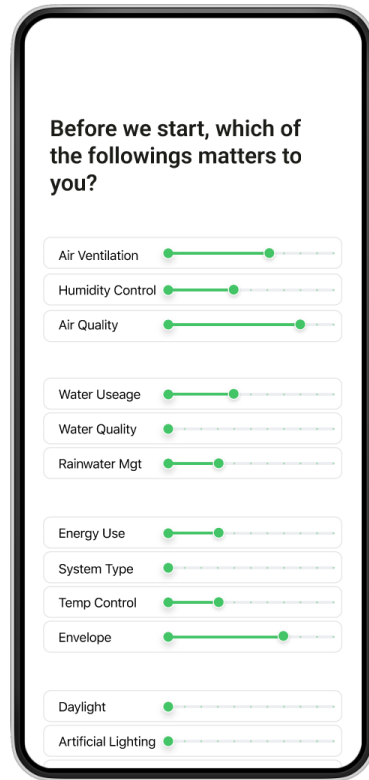 Before we start, which of
the followings matters to
you?
Air Ventilation
Humidity Control
Air Quality
Water Useage
Water Quality
Rainwater Mgt
Energy Use
System Type
Temp Control
Envelope
Daylight
Artificial Lighting